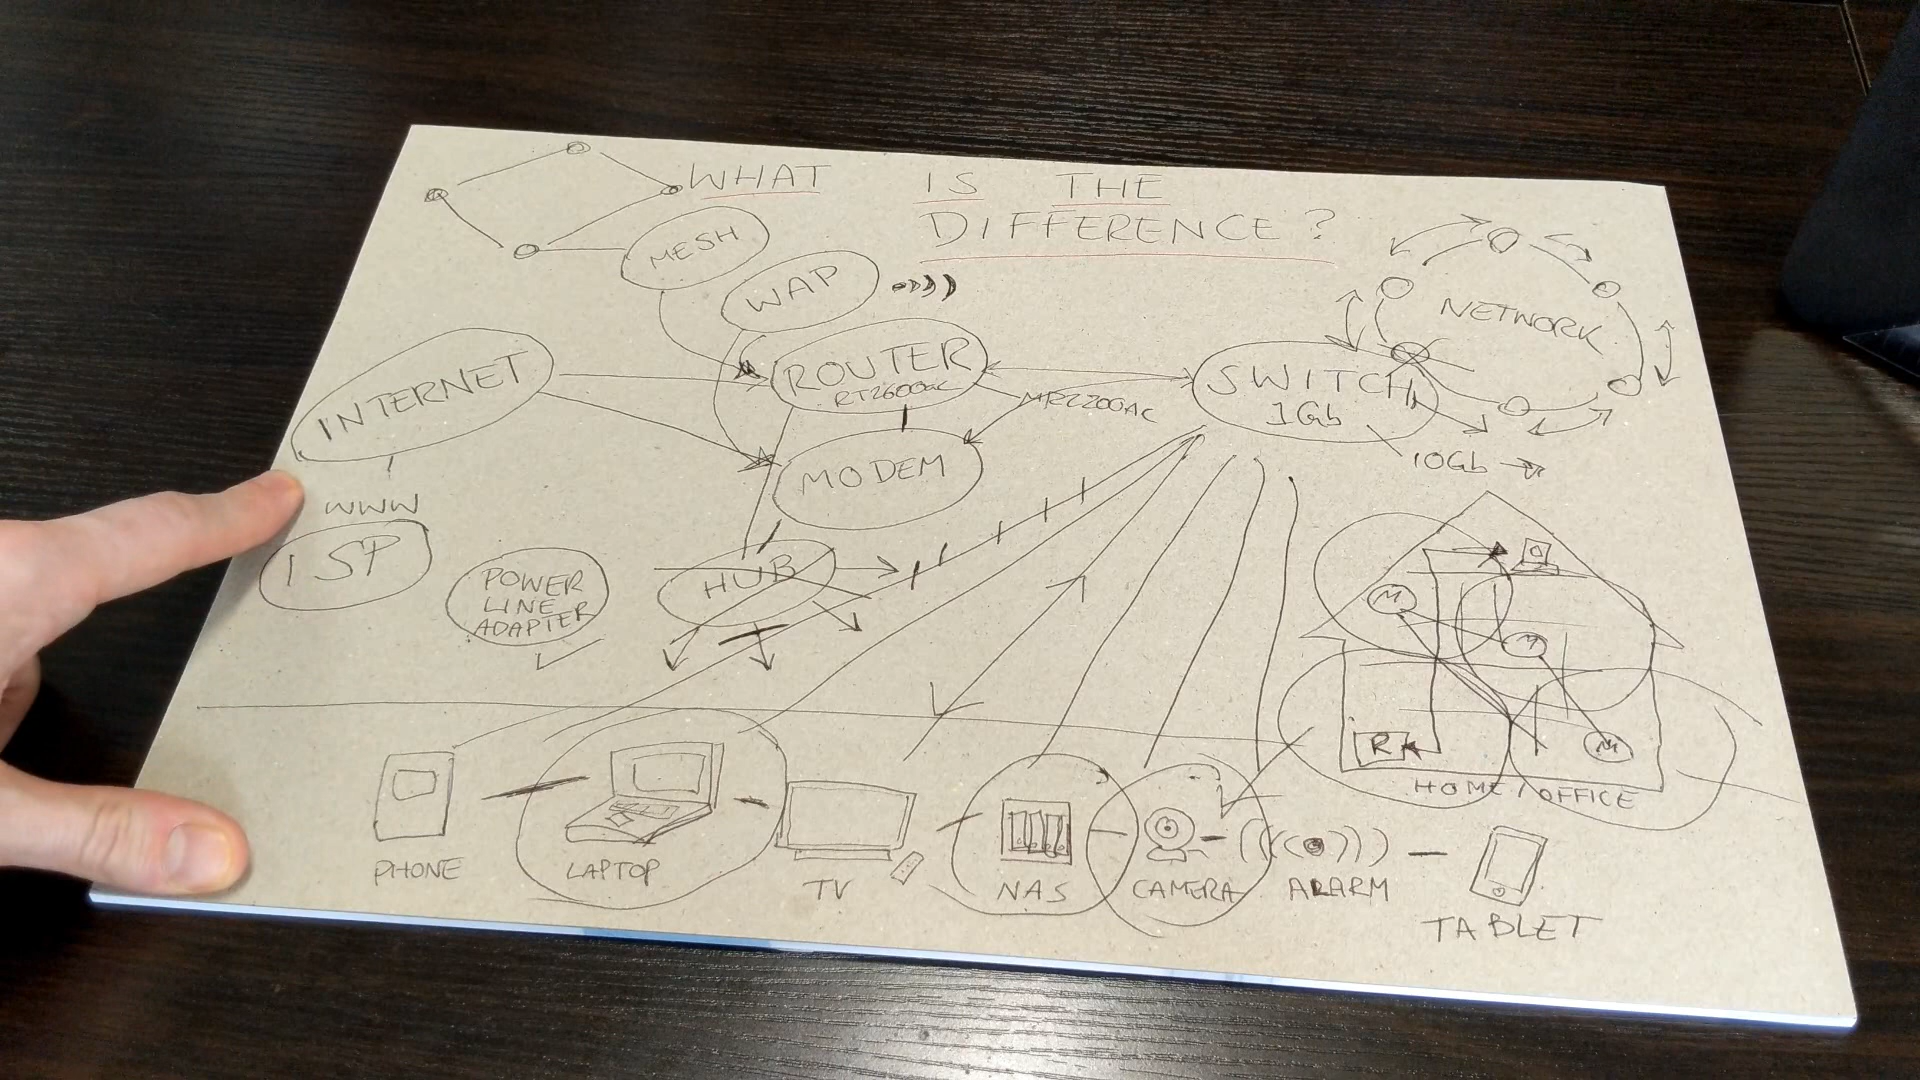 WHAT IS THE
DIFFERENCE?
MESH
WAP
NETWORK
INTERNET
ROUTER
RT2600ac
MR2200AC
SWITCH
1Gb
10Gb
MODEM
WWW
ISP
POWER
LINE
ADAPTER
HUB
M
M
R
M
HOME / OFFICE
PHONE
LAPTOP
TV
NAS
CAMERA
ALARM
TABLET